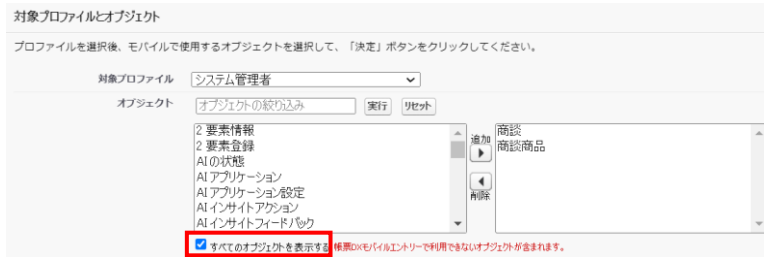 対象プロファイルとオブジェクト
プロファイルを選択後、モバイルで使用するオブジェクトを選択して、「決定」ボタンをクリックしてください。
対象プロファイル システム管理者
オブジェクト オブジェクトの絞り込み 実行 リセット
2 要素情報
2 要素登録
AI の状態
AI アプリケーション
AI アプリケーション設定
AI インサイトアクション
AI インサイトフィードバック
追加
削除
商談
商談商品
すべてのオブジェクトを表示する 帳票DXモバイルエントリーで利用できないオブジェクトが含まれます。